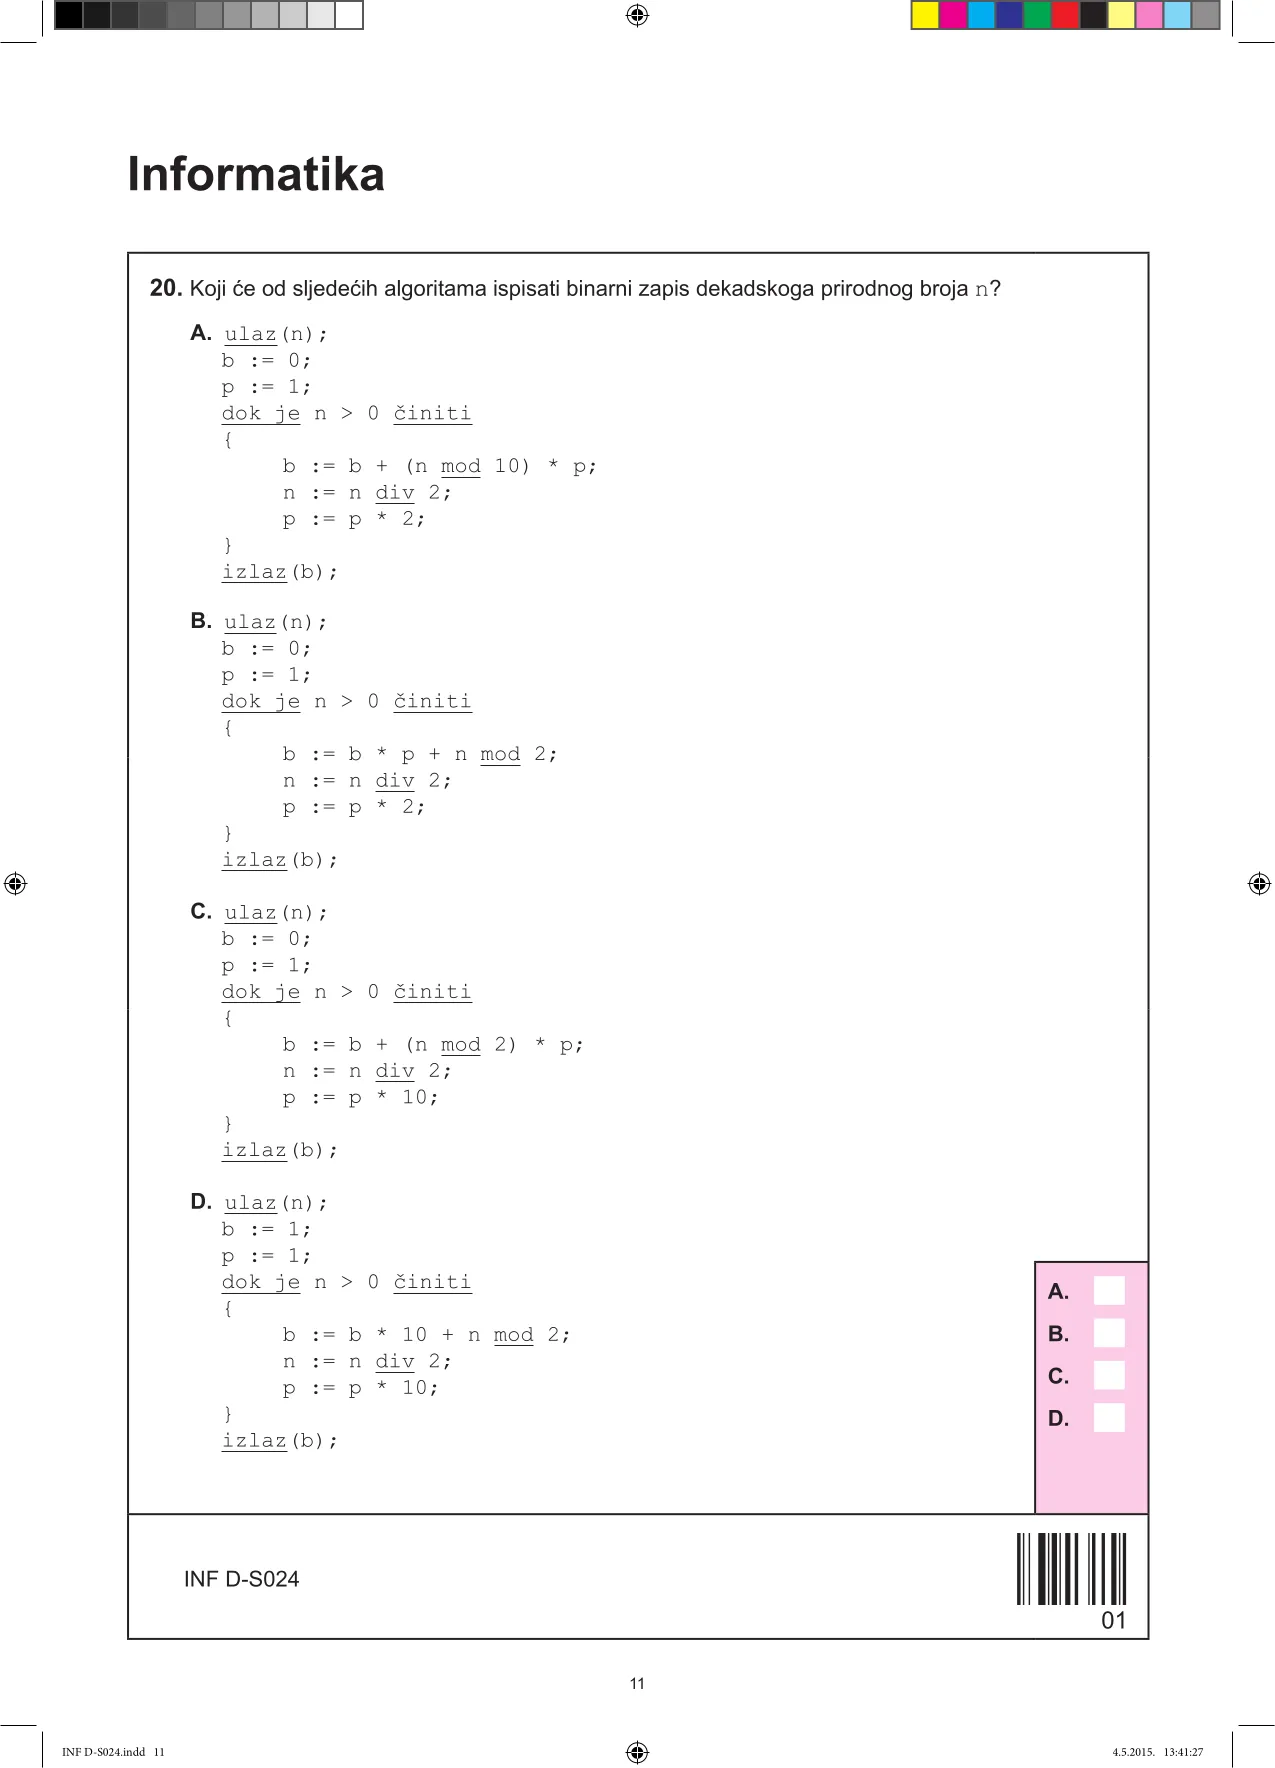 Informatika
20. Koji će od sljedećih algoritama ispisati binarni zapis dekadskoga prirodnog broja n?
A. ulaz(n);
b := 0;
p := 1;
dok je n > 0 činiti
{
b := b + (n mod 10) * p;
n := n div 2;
p := p * 2;
}
izlaz(b);
B. ulaz(n);
b := 0;
p := 1;
dok je n > 0 činiti
{
b := b * p + n mod 2;
n := n div 2;
p := p * 2;
}
izlaz(b);
C. ulaz(n);
b := 0;
p := 1;
dok je n > 0 činiti
{
b := b + (n mod 2) * p;
n := n div 2;
p := p * 10;
}
izlaz(b);
D. ulaz(n);
b := 1;
p := 1;
dok je n > 0 činiti
{
b := b * 10 + n mod 2;
n := n div 2;
p := p * 10;
}
izlaz(b);
A.
B.
C.
D.
INF D-S024
01
11
INF D-S024.indd 11
4.5.2015. 13:41:27